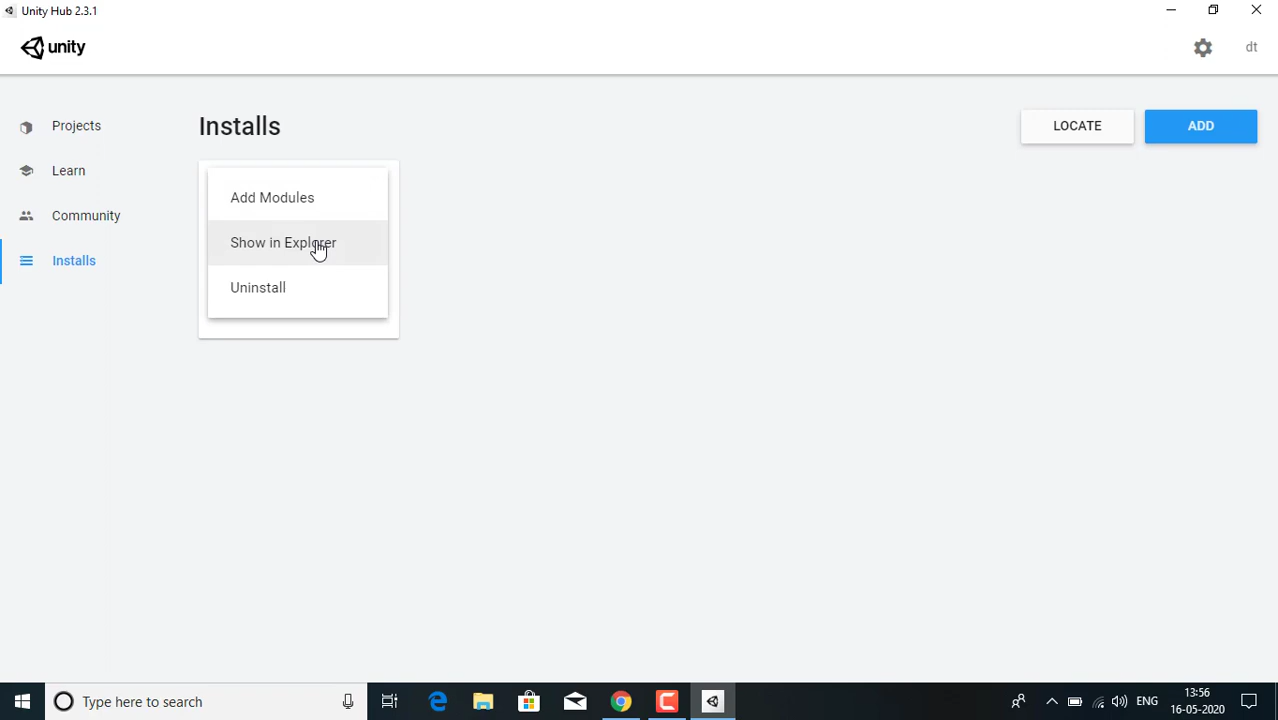 Unity Hub 2.3.1
unity
dt
Projects
Learn
Community
Installs
Installs
LOCATE
ADD
Add Modules
Show in Explorer
Uninstall
Type here to search
ENG
13:56
16-05-2020